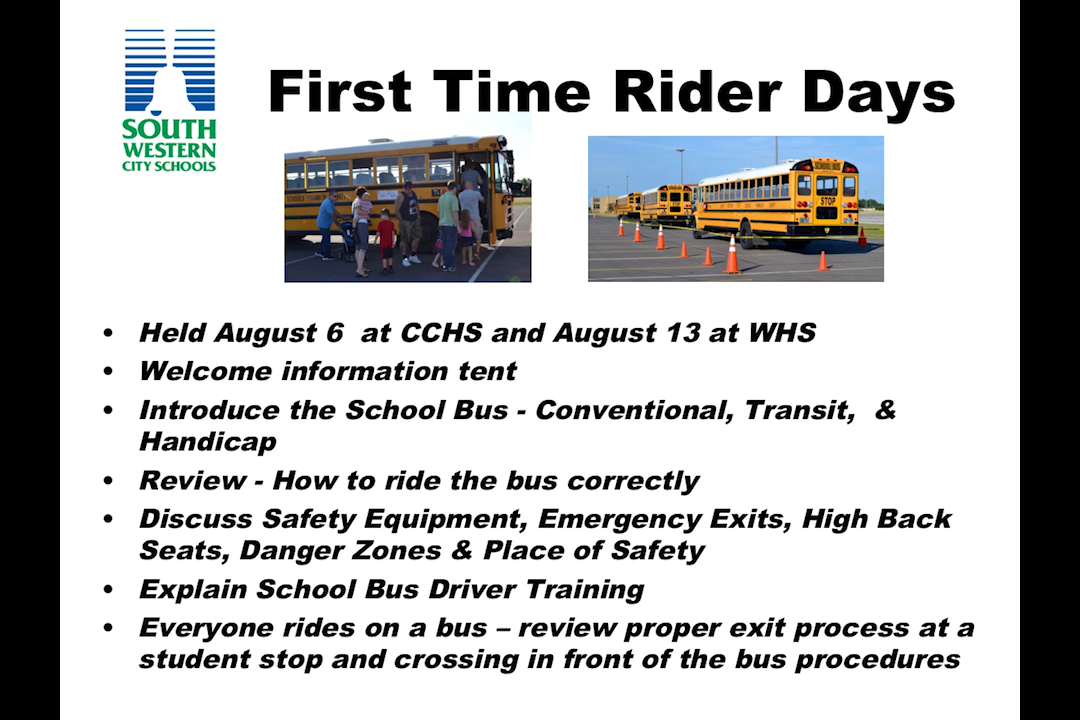 SOUTH
WESTERN
CITY SCHOOLS
First Time Rider Days
SCHOOL BUS
STOP
• Held August 6  at CCHS and August 13 at WHS
• Welcome information tent
• Introduce the School Bus - Conventional, Transit,  &
Handicap
• Review - How to ride the bus correctly
• Discuss Safety Equipment, Emergency Exits, High Back
Seats, Danger Zones & Place of Safety
• Explain School Bus Driver Training
• Everyone rides on a bus – review proper exit process at a
student stop and crossing in front of the bus procedures